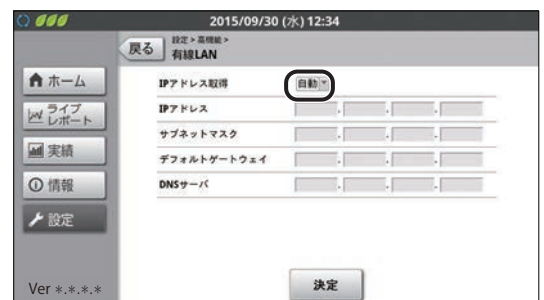 2015/09/30 (水) 12:34
戻る
設定 > 高機能 >
有線LAN
ホーム
ライブ
レポート
実績
情報
設定
Ver *.*.*.*
IPアドレス取得 自動
IPアドレス . . .
サブネットマスク . . .
デフォルトゲートウェイ . . .
DNSサーバ . . .
決定